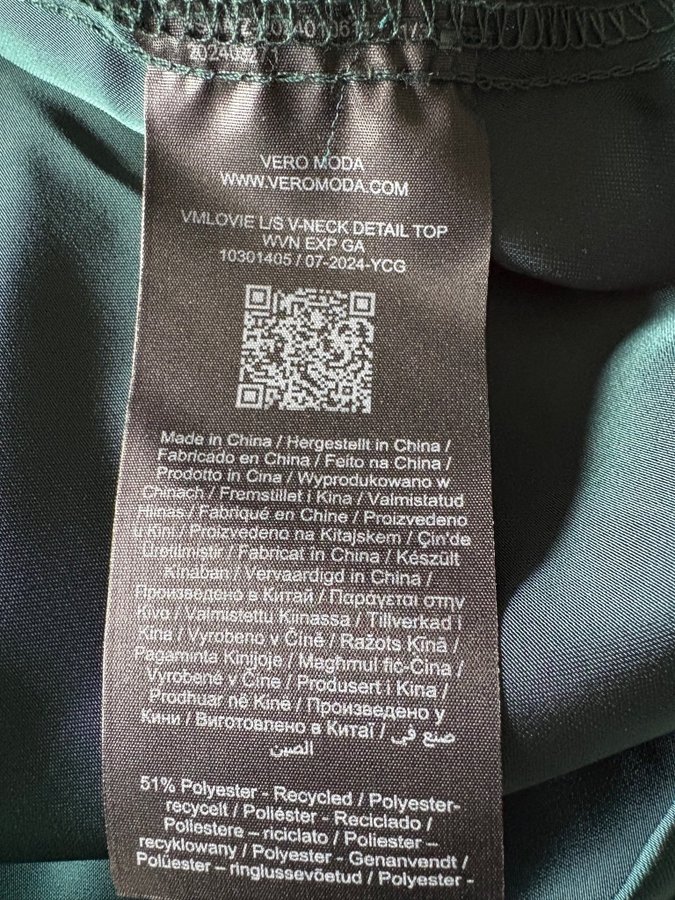 VERO MODA
WWW.VEROMODA.COM
VMLOVIE L/S V-NECK DETAIL TOP
WVN EXP GA
10301405 / 07-2024-YCG
Made in China / Hergestellt in China /
Fabricado en China / Feito na China /
Prodotto in Cina / Wyprodukowano w
Chinach / Fremstillet i Kina / Valmistatud
Hiinas / Fabriqué en Chine / Proizvedeno
u Kini / Proizvedeno na Kitajskem / Çin'de
Üretilmiştir / Fabricat în China / Készült
Kínában / Vervaardigd in China /
Произведено в Китай / Παράγεται στην
Κίνα / Valmistettu Kiinassa / Tillverkad i
Kina / Vyrobeno v Číně / Ražots Ķīnā /
Pagaminta Kinijoje / Maghmul fic-Ċina /
Vyrobené v Číne / Produsert i Kina /
Prodhuar në Kinë / Произведено у
Кини / Виготовлено в Китаї / صنع في
الصين
51% Polyester - Recycled / Polyester-
recycelt / Poliéster - Reciclado /
Poliestere – riciclato / Poliester –
recyklowany / Polyester - Genanvendt /
Polüester – ringlussevõetud / Polyester -